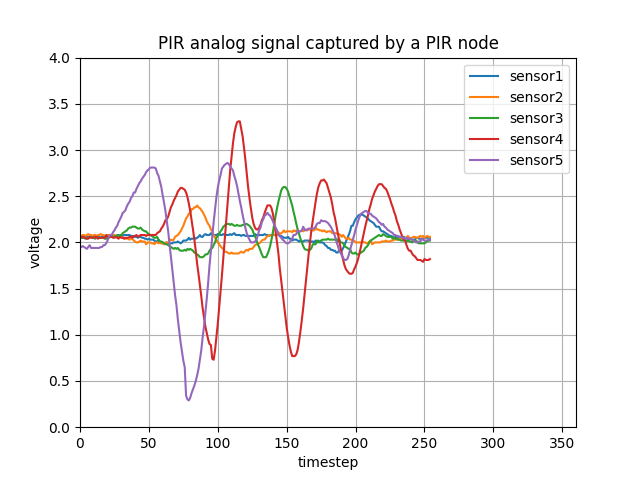 PIR analog signal captured by a PIR node
4.0
3.5
3.0
2.5
2.0
1.5
1.0
0.5
0.0
voltage
0 50 100 150 200 250 300 350
timestep
sensor1
sensor2
sensor3
sensor4
sensor5